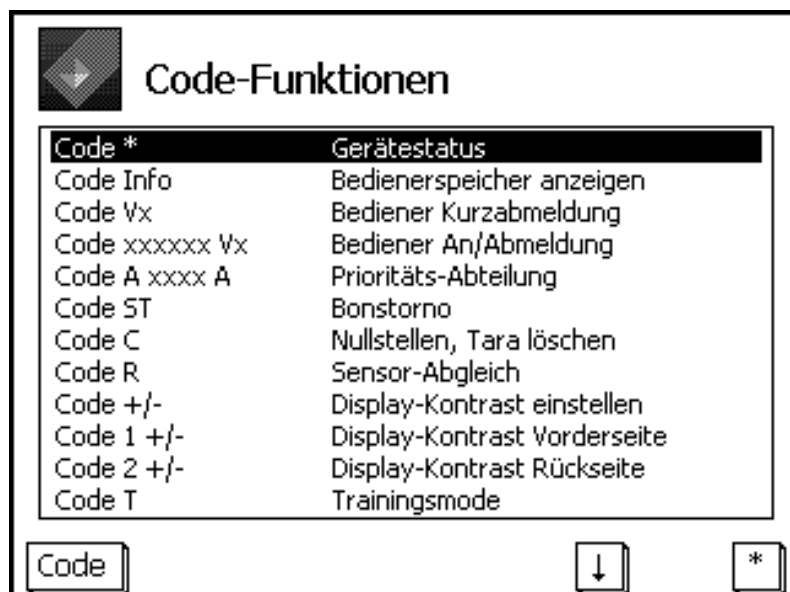 Code-Funktionen
Code * Gerätestatus
Code Info Bedienerspeicher anzeigen
Code Vx Bediener Kurzabmeldung
Code xxxxxx Vx Bediener An/Abmeldung
Code A xxxx A Prioritäts-Abteilung
Code ST Bonstorno
Code C Nullstellen, Tara löschen
Code R Sensor-Abgleich
Code +/- Display-Kontrast einstellen
Code 1 +/- Display-Kontrast Vorderseite
Code 2 +/- Display-Kontrast Rückseite
Code T Trainingsmode
Code ↓ *